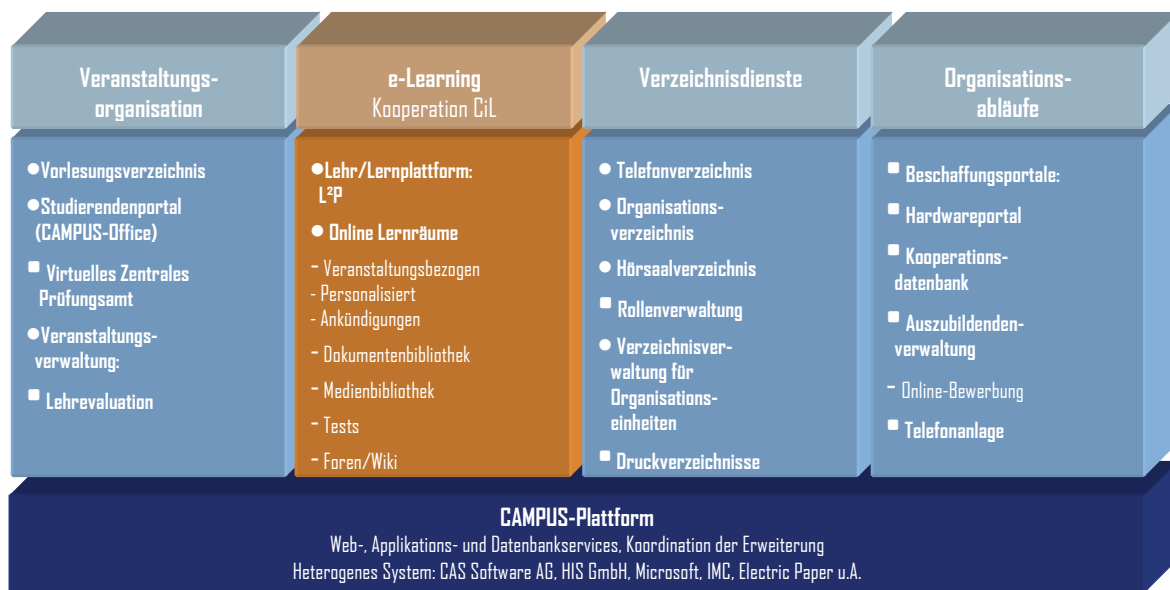 Veranstaltungs-
organisation
● Vorlesungsverzeichnis
● Studierendenportal
(CAMPUS-Office)
■ Virtuelles Zentrales
Prüfungsamt
● Veranstaltungs-
verwaltung:
■ Lehrevaluation
e-Learning
Kooperation CiL
● Lehr/Lernplattform:
L²P
● Online Lernräume
- Veranstaltungsbezogen
- Personalisiert
- Ankündigungen
- Dokumentenbibliothek
- Medienbibliothek
- Tests
- Foren/Wiki
Verzeichnisdienste
● Telefonverzeichnis
● Organisations-
verzeichnis
● Hörsaalverzeichnis
■ Rollenverwaltung
● Verzeichnisver-
waltung für
Organisations-
einheiten
■ Druckverzeichnisse
Organisations-
abläufe
■ Beschaffungsportale:
■ Hardwareportal
■ Kooperations-
datenbank
■ Auszubildenden-
verwaltung
- Online-Bewerbung
■ Telefonanlage
CAMPUS-Plattform
Web-, Applikations- und Datenbankservices, Koordination der Erweiterung
Heterogenes System: CAS Software AG, HIS GmbH, Microsoft, IMC, Electric Paper u.A.